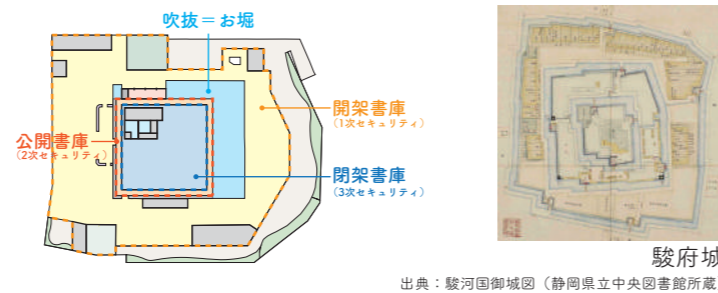 吹抜＝お堀
開架書庫
（1次セキュリティ）
公開書庫
（2次セキュリティ）
閉架書庫
（3次セキュリティ）
駿府城
出典：駿河国御城図（静岡県立中央図書館所蔵